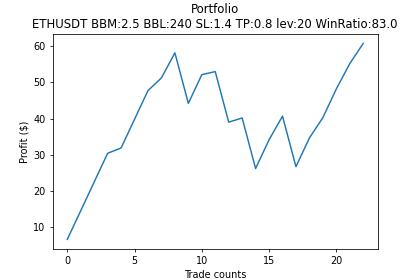 Portfolio
ETHUSDT BBM:2.5 BBL:240 SL:1.4 TP:0.8 lev:20 WinRatio:83.0
60
50
40
30
20
10
Profit ($)
0
5
10
15
20
Trade counts